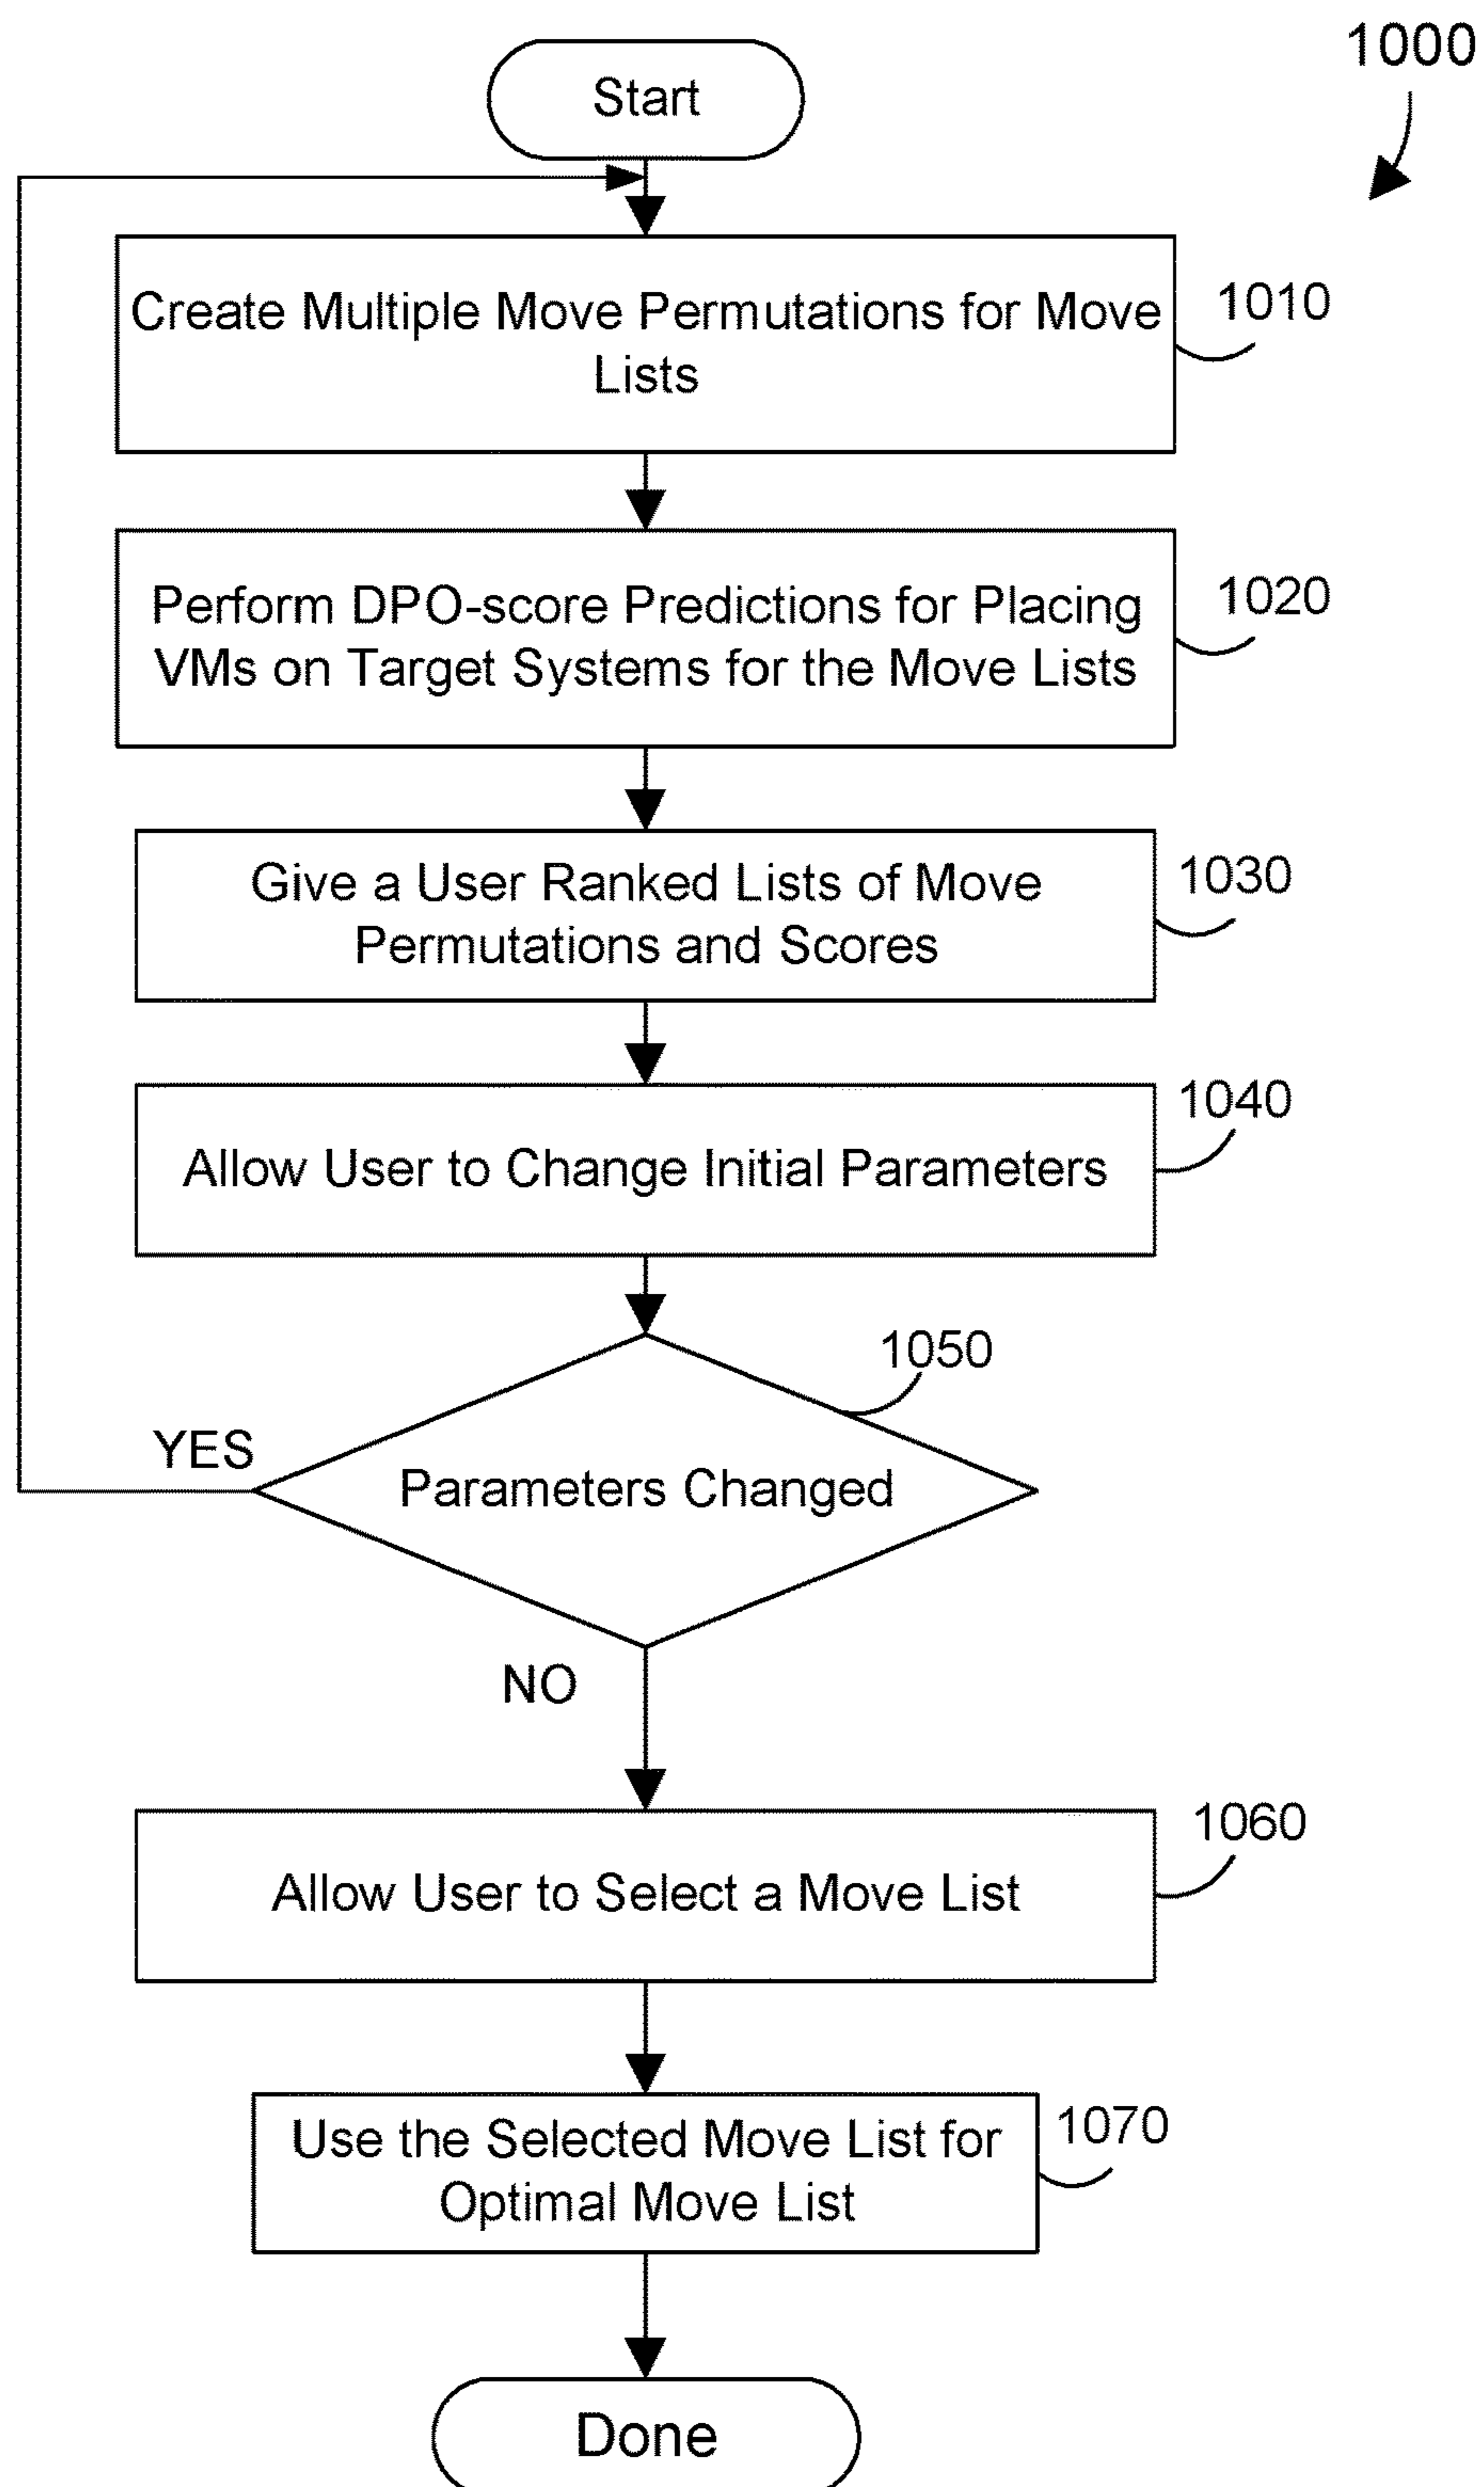 1000
Start
Create Multiple Move Permutations for Move
Lists
1010
Perform DPO-score Predictions for Placing
VMs on Target Systems for the Move Lists
1020
Give a User Ranked Lists of Move
Permutations and Scores
1030
Allow User to Change Initial Parameters
1040
1050
Parameters Changed
YES
NO
Allow User to Select a Move List
1060
Use the Selected Move List for
Optimal Move List
1070
Done